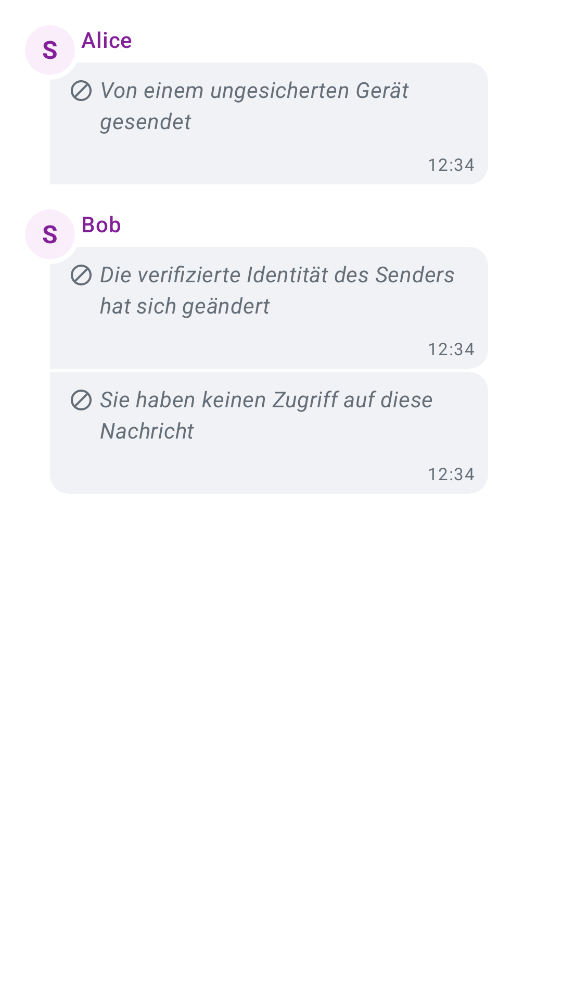 S Alice
Von einem ungesicherten Gerät
gesendet
12:34
S Bob
Die verifizierte Identität des Senders
hat sich geändert
12:34
Sie haben keinen Zugriff auf diese
Nachricht
12:34